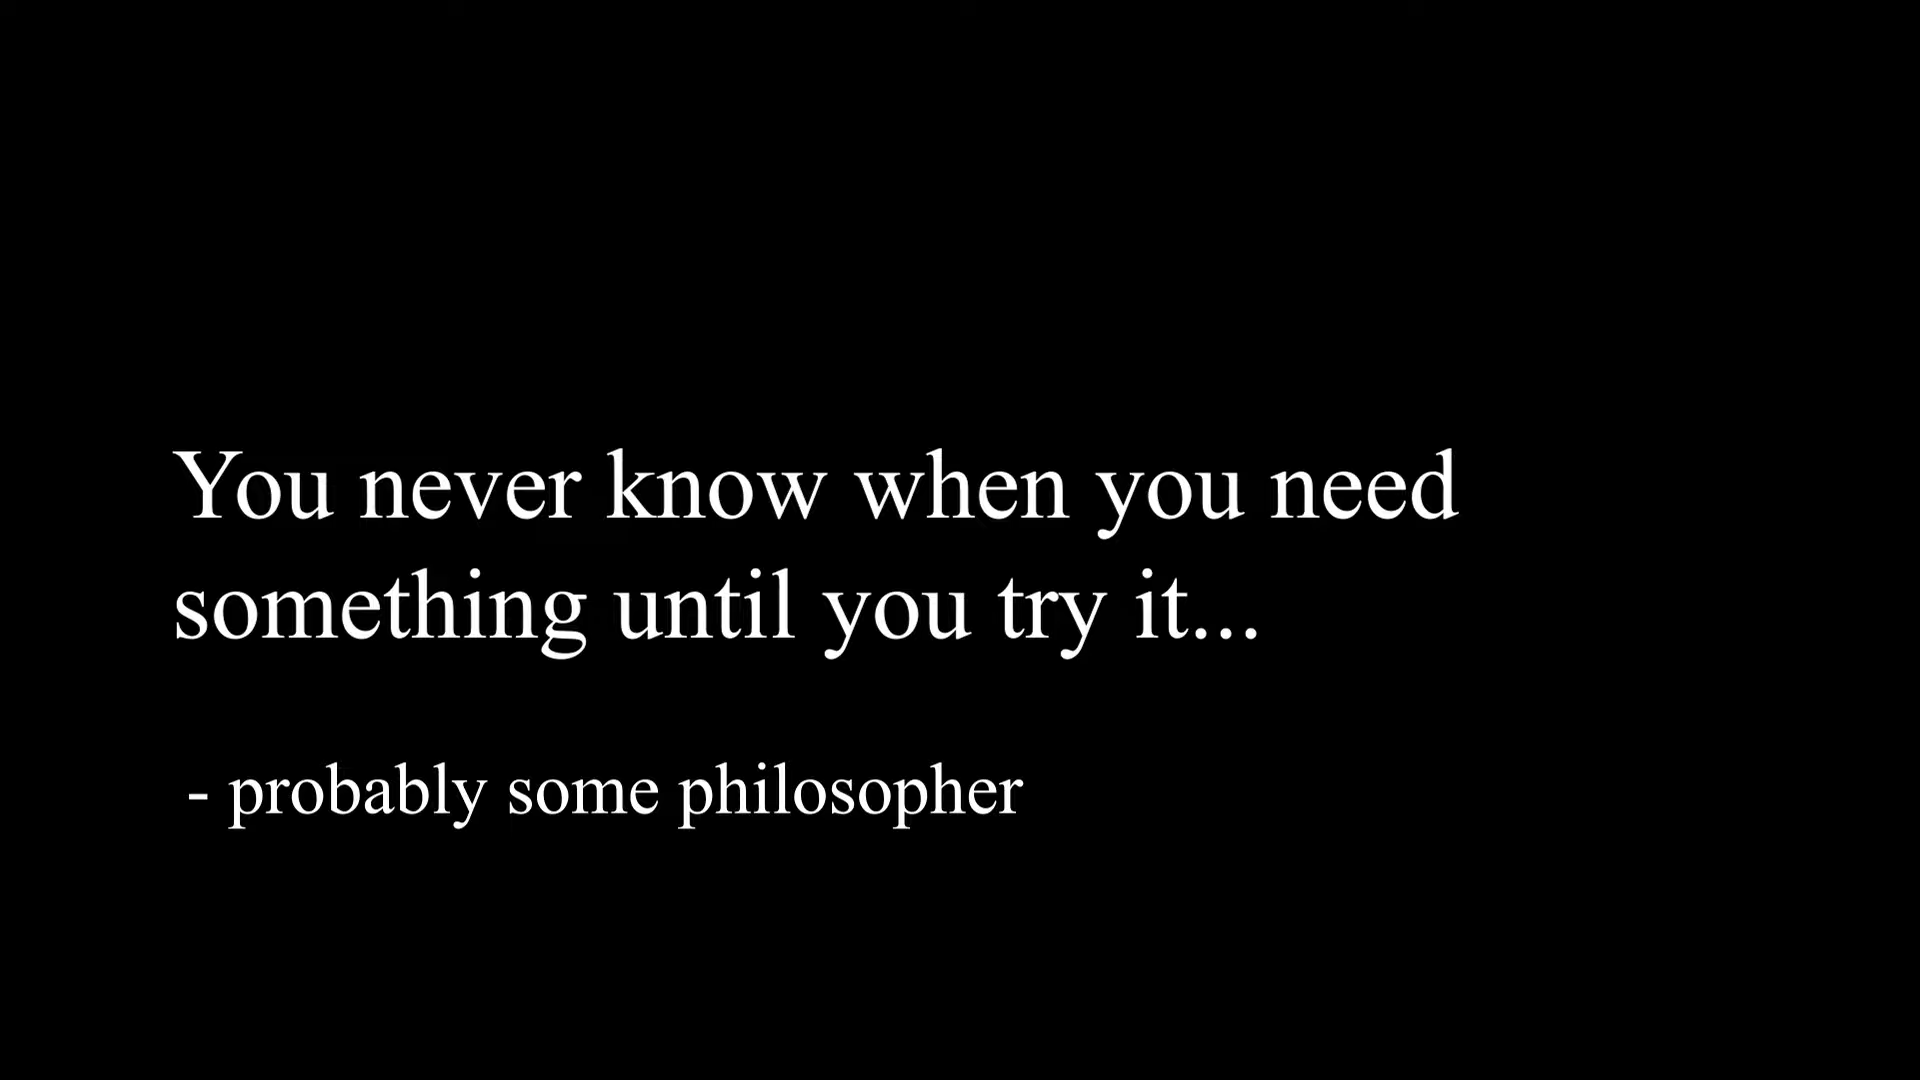 You never know when you need
something until you try it...
- probably some philosopher